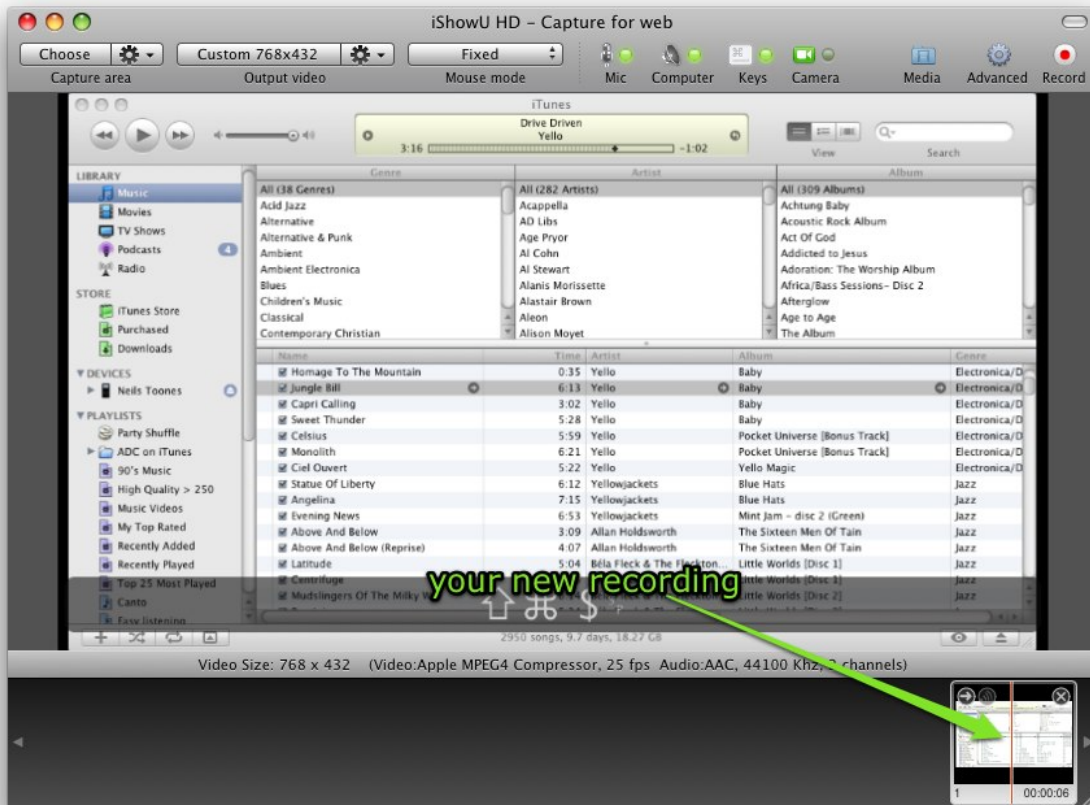 iShowU HD - Capture for web
Choose Custom 768x432 Fixed
Capture area Output video Mouse mode Mic Computer Keys Camera Media Advanced Record
iTunes
Drive Driven
Yello
3:16 -1:02
View Search
LIBRARY
Music
Movies
TV Shows
Podcasts 4
Radio
STORE
iTunes Store
Purchased
Downloads
DEVICES
Neils Toones
PLAYLISTS
Party Shuffle
ADC on iTunes
90's Music
High Quality > 250
Music Videos
My Top Rated
Recently Added
Recently Played
Top 25 Most Played
Canto
Easy listening
Genre
All (38 Genres)
Acid Jazz
Alternative
Alternative & Punk
Ambient
Ambient Electronica
Blues
Children's Music
Classical
Contemporary Christian
Artist
All (282 Artists)
Acappella
AD Libs
Age Pryor
Al Cohn
Al Stewart
Alanis Morissette
Alastair Brown
Aleon
Alison Moyet
Album
All (309 Albums)
Achtung Baby
Acoustic Rock Album
Act Of God
Addicted to Jesus
Adoration: The Worship Album
Africa/Bass Sessions- Disc 2
Afterglow
Age to Age
The Album
Name Time Artist Album Genre
Homage To The Mountain 0:35 Yello Baby Electronica/D
Jungle Bill 6:13 Yello Baby Electronica/D
Capri Calling 3:02 Yello Baby Electronica/D
Sweet Thunder 5:28 Yello Baby Electronica/D
Celsius 5:59 Yello Pocket Universe [Bonus Track] Electronica/D
Monolith 6:21 Yello Pocket Universe [Bonus Track] Electronica/D
Ciel Ouvert 5:22 Yello Yello Magic Electronica/D
Statue Of Liberty 6:12 Yellowjackets Blue Hats Jazz
Angelina 7:15 Yellowjackets Blue Hats Jazz
Evening News 6:53 Yellowjackets Mint Jam - disc 2 (Green) Jazz
Above And Below 3:09 Allan Holdsworth The Sixteen Men Of Tain Jazz
Above And Below (Reprise) 4:07 Allan Holdsworth The Sixteen Men Of Tain Jazz
Latitude 5:04 Béla Fleck & The Fleckton... Little Worlds [Disc 1] Jazz
Centrifuge Little Worlds [Disc 1] Jazz
Mudslingers Of The Milky Little Worlds [Disc 2] Jazz
your new recording
⇧ ⌘ $
2950 songs, 9.7 days, 18.27 GB
Video Size: 768 x 432 (Video:Apple MPEG4 Compressor, 25 fps Audio:AAC, 44100 Khz, 2 channels)
1 00:00:06